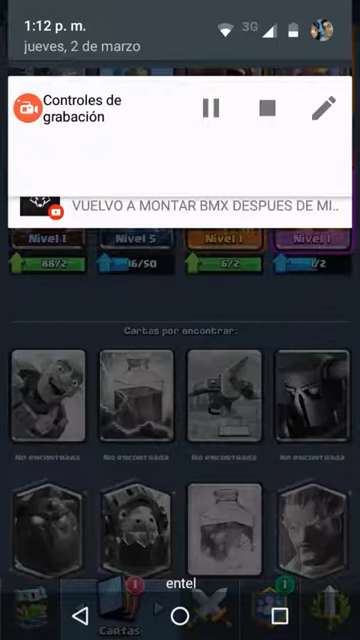 1:12 p. m.
3G
jueves, 2 de marzo
Controles de
grabación
VUELVO A MONTAR BMX DESPUES DE MI..
Nivel 1
Nivel 5
Nivel 1
Nivel 1
88/2
16/50
6/2
1/2
Cartas por encontrar:
No encontrada
No encontrada
No encontrada
No encontrada
entel
1
1
Cartas